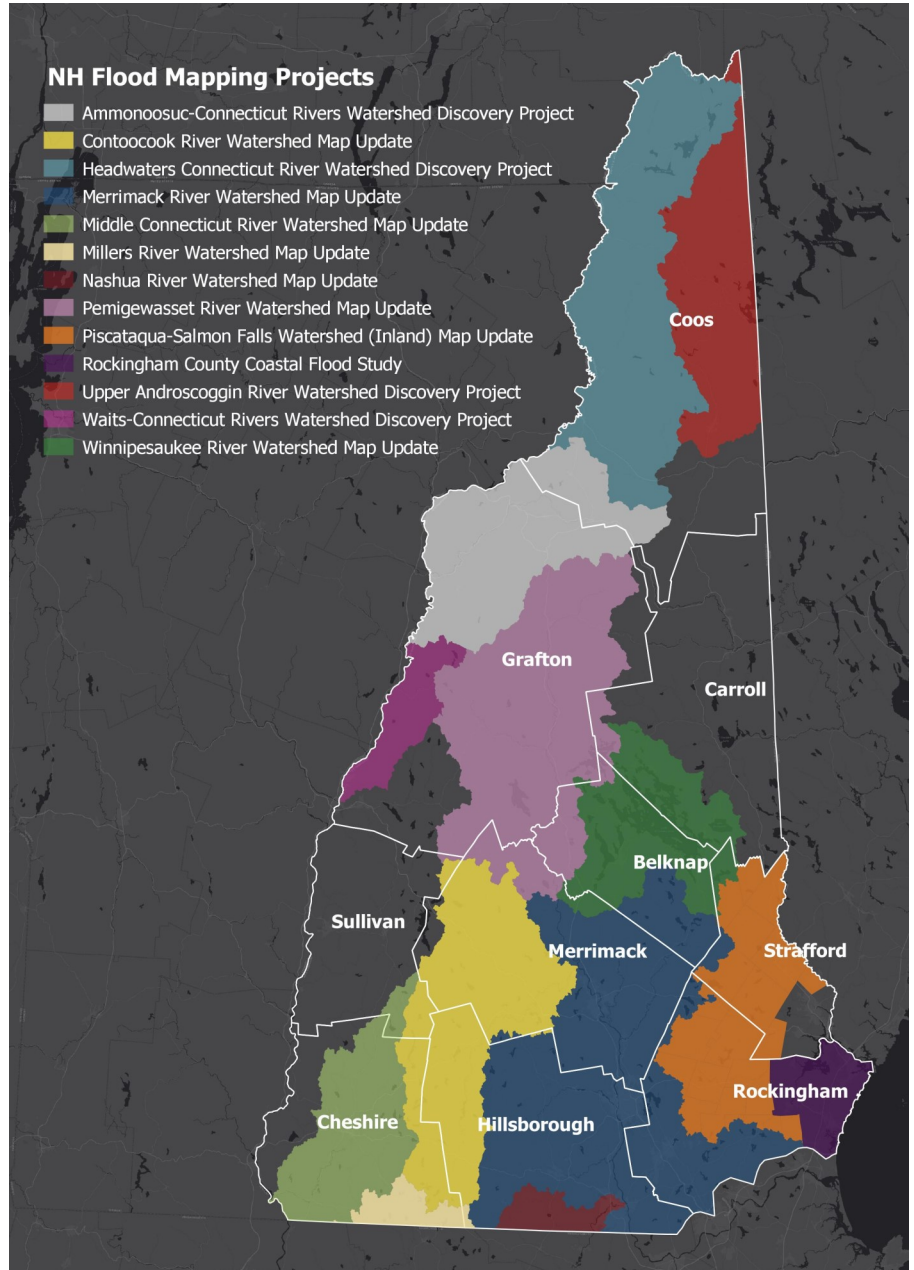 NH Flood Mapping Projects
Ammonoosuc-Connecticut Rivers Watershed Discovery Project
Contoocook River Watershed Map Update
Headwaters Connecticut River Watershed Discovery Project
Merrimack River Watershed Map Update
Middle Connecticut River Watershed Map Update
Millers River Watershed Map Update
Nashua River Watershed Map Update
Pemigewasset River Watershed Map Update
Piscataqua-Salmon Falls Watershed (Inland) Map Update
Rockingham County Coastal Flood Study
Upper Androscoggin River Watershed Discovery Project
Waits-Connecticut Rivers Watershed Discovery Project
Winnipesaukee River Watershed Map Update
Coos
Grafton
Carroll
Belknap
Sullivan
Merrimack
Strafford
Rockingham
Cheshire
Hillsborough